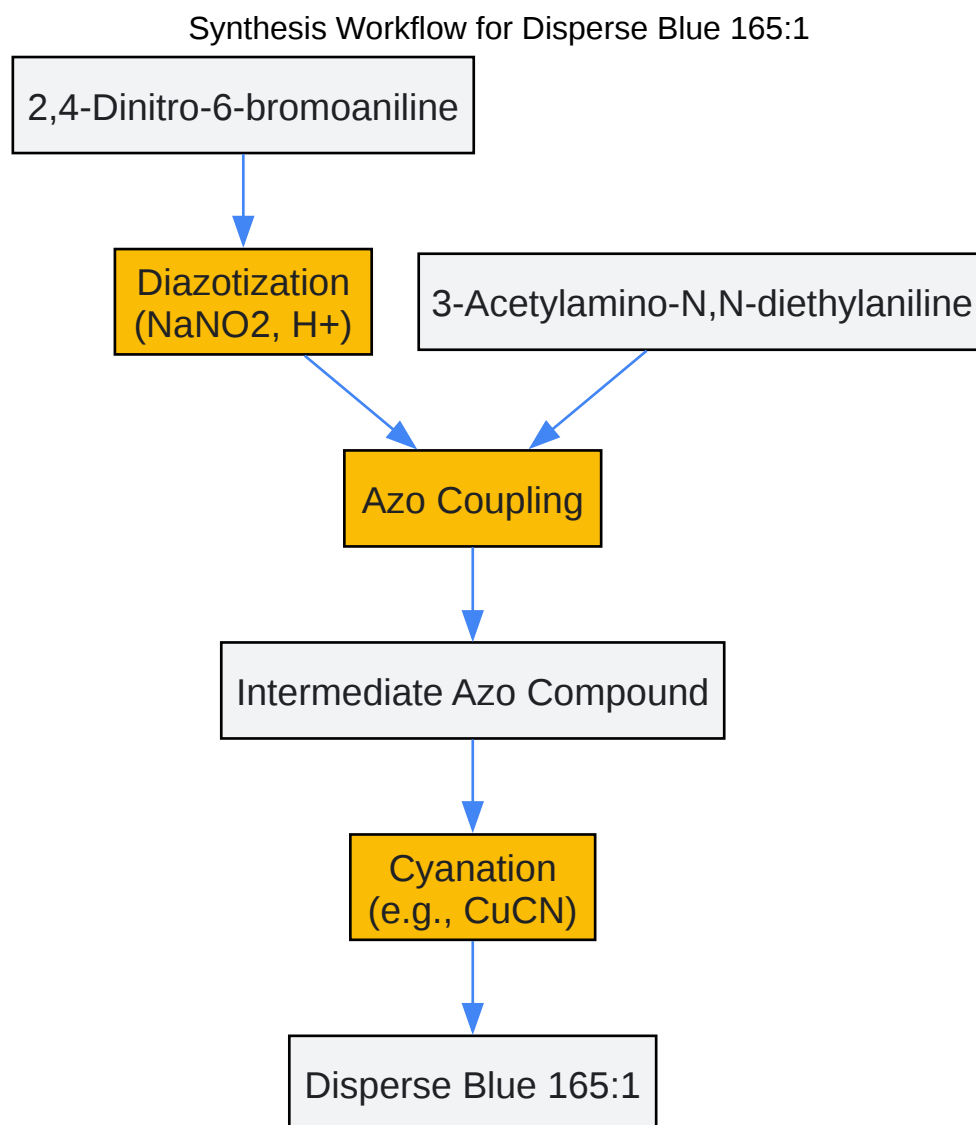 Synthesis Workflow for Disperse Blue 165:1
2,4-Dinitro-6-bromoaniline
Diazotization
(NaNO2, H+)
3-Acetylamino-N,N-diethylaniline
Azo Coupling
Intermediate Azo Compound
Cyanation
(e.g., CuCN)
Disperse Blue 165:1